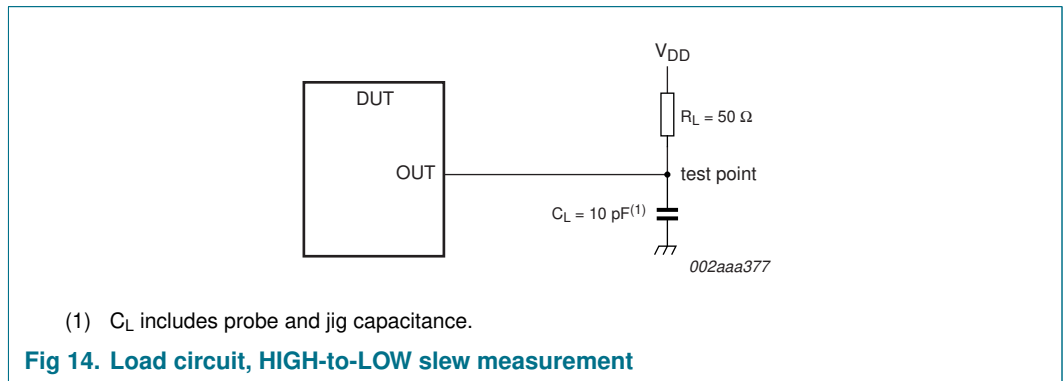 V_DD
DUT
R_L = 50 Ω
OUT
test point
C_L = 10 pF(1)
002aaa377
(1) C_L includes probe and jig capacitance.
Fig 14. Load circuit, HIGH-to-LOW slew measurement